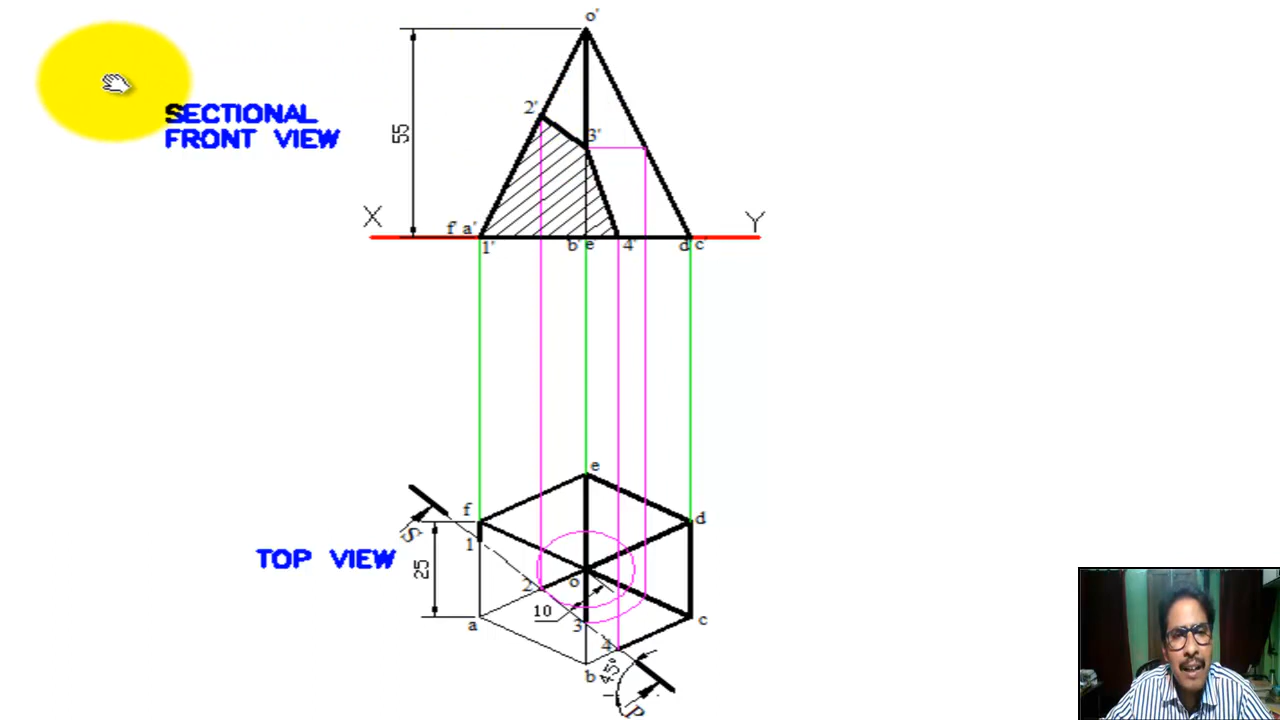 o'
SECTIONAL
FRONT VIEW
2'
55
3'
X
Y
f' a'
1'
b' e'
4'
d' c'
e
f
d
S
1
TOP VIEW
25
2
o
10
a
3
c
4
b
45°
P